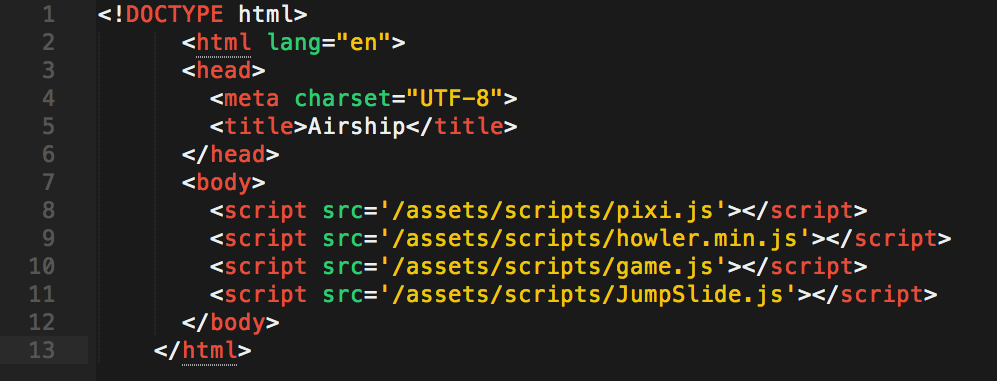 1 <!DOCTYPE html>
2 <html lang="en">
3 <head>
4 <meta charset="UTF-8">
5 <title>Airship</title>
6 </head>
7 <body>
8 <script src='/assets/scripts/pixi.js'></script>
9 <script src='/assets/scripts/howler.min.js'></script>
10 <script src='/assets/scripts/game.js'></script>
11 <script src='/assets/scripts/JumpSlide.js'></script>
12 </body>
13 </html>